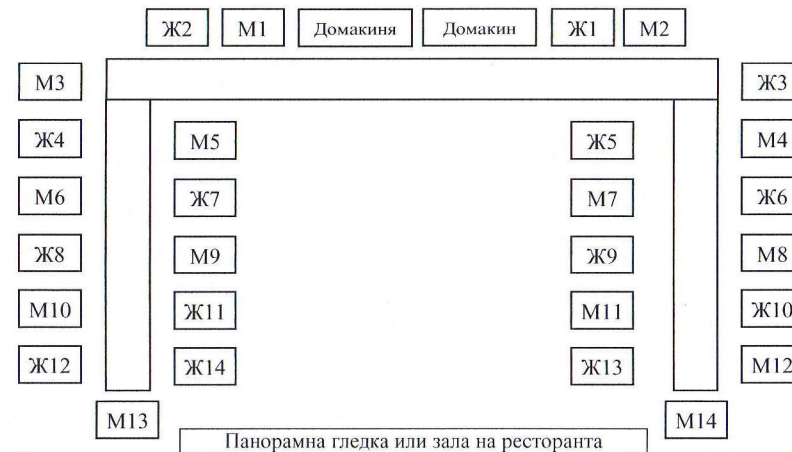 Ж2 М1 Домакиня Домакин Ж1 М2
М3 Ж3
Ж4 М5 Ж5 М4
М6 Ж7 М7 Ж6
Ж8 М9 Ж9 М8
М10 Ж11 М11 Ж10
Ж12 Ж14 Ж13 М12
М13 М14
Панорамна гледка или зала на ресторанта